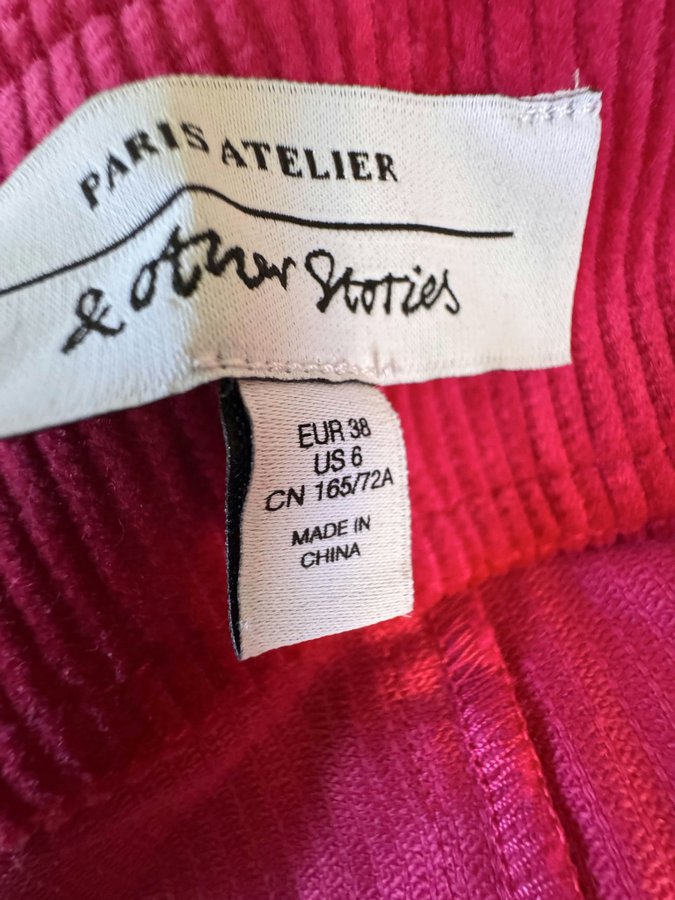 PARIS ATELIER
& other Stories
EUR 38
US 6
CN 165/72A
MADE IN
CHINA